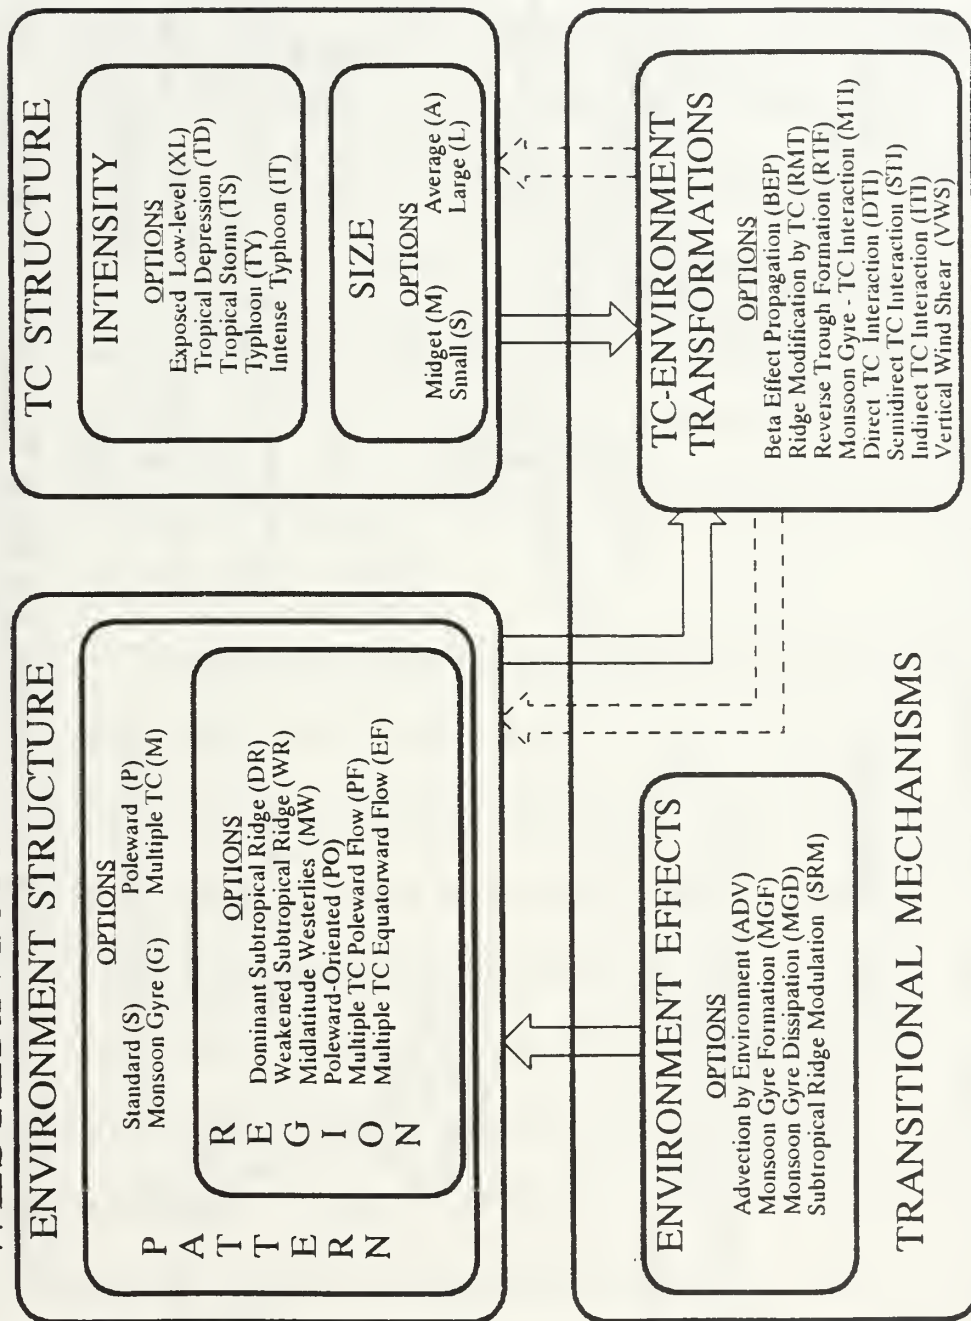 ENVIRONMENT STRUCTURE
PATTERN
OPTIONS
Standard (S) Poleward (P)
Monsoon Gyre (G) Multiple TC (M)
REGION
OPTIONS
Dominant Subtropical Ridge (DR)
Weakened Subtropical Ridge (WR)
Midlatitude Westerlies (MW)
Poleward-Oriented (PO)
Multiple TC Poleward Flow (PF)
Multiple TC Equatorward Flow (EF)
TC STRUCTURE
INTENSITY
OPTIONS
Exposed Low-level (XL)
Tropical Depression (TD)
Tropical Storm (TS)
Typhoon (TY)
Intense Typhoon (IT)
SIZE
OPTIONS
Midget (M) Average (A)
Small (S) Large (L)
ENVIRONMENT EFFECTS
OPTIONS
Advection by Environment (ADV)
Monsoon Gyre Formation (MGF)
Monsoon Gyre Dissipation (MGD)
Subtropical Ridge Modulation (SRM)
TC-ENVIRONMENT
TRANSFORMATIONS
OPTIONS
Beta Effect Propagation (BEP)
Ridge Modification by TC (RMT)
Reverse Trough Formation (RTF)
Monsoon Gyre - TC Interaction (MTI)
Direct TC Interaction (DTI)
Semidirect TC Interaction (STI)
Indirect TC Interaction (ITI)
Vertical Wind Shear (VWS)
TRANSITIONAL MECHANISMS